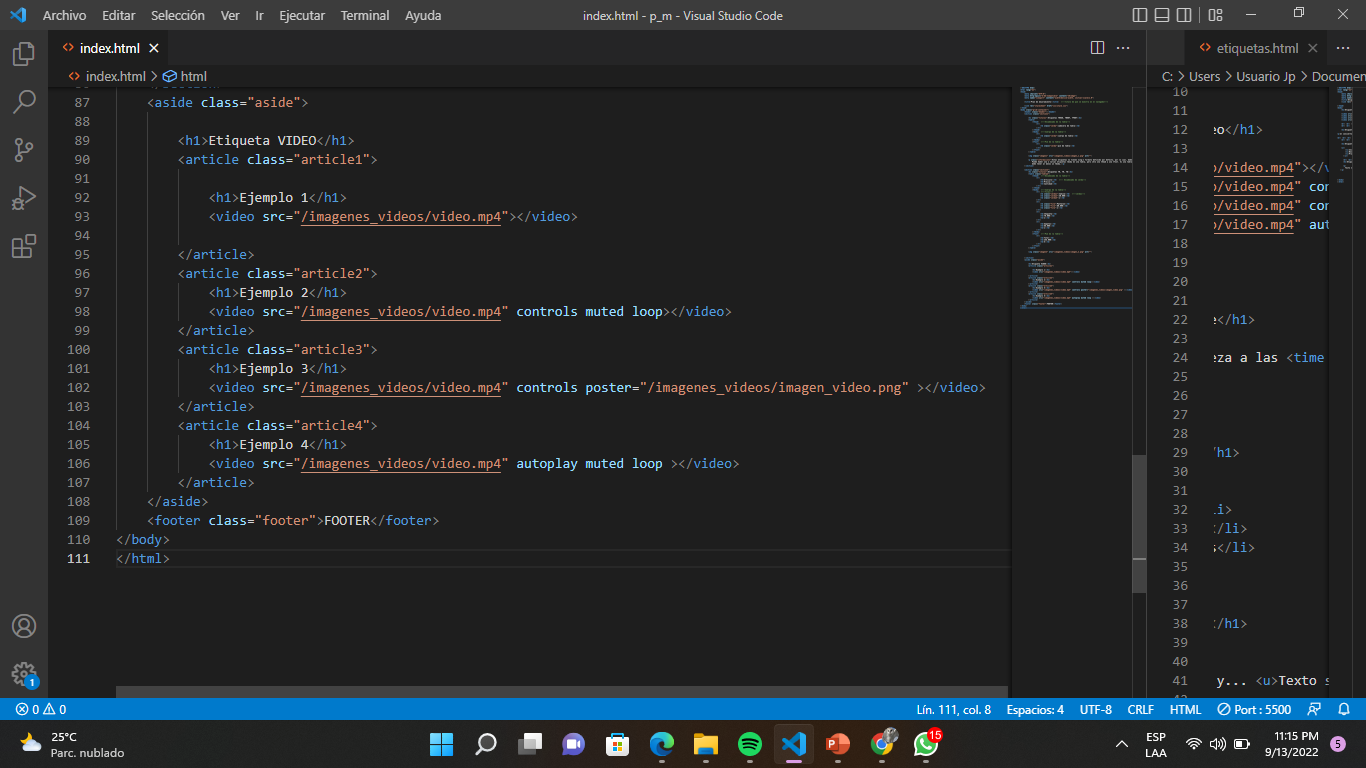 Archivo Editar Selección Ver Ir Ejecutar Terminal Ayuda index.html - p_m - Visual Studio Code
index.html
index.html > html
87 <aside class="aside">
88
89 <h1>Etiqueta VIDEO</h1>
90 <article class="article1">
91
92 <h1>Ejemplo 1</h1>
93 <video src="/imagenes_videos/video.mp4"></video>
94
95 </article>
96 <article class="article2">
97 <h1>Ejemplo 2</h1>
98 <video src="/imagenes_videos/video.mp4" controls muted loop></video>
99 </article>
100 <article class="article3">
101 <h1>Ejemplo 3</h1>
102 <video src="/imagenes_videos/video.mp4" controls poster="/imagenes_videos/imagen_video.png" ></video>
103 </article>
104 <article class="article4">
105 <h1>Ejemplo 4</h1>
106 <video src="/imagenes_videos/video.mp4" autoplay muted loop ></video>
107 </article>
108 </aside>
109 <footer class="footer">FOOTER</footer>
110 </body>
111 </html>
etiquetas.html
C: > Users > Usuario Jp > Documen
10
11
12 eo</h1>
13
14 o/video.mp4"></v
15 o/video.mp4" con
16 o/video.mp4" con
17 o/video.mp4" aut
18
19
20
21
22 e</h1>
23
24 eza a las <time
25
26
27
28
29 /h1>
30
31
32 li>
33 </li>
34 s</li>
35
36
37
38 </h1>
39
40
41 y... <u>Texto s
0 0
Lín. 111, col. 8 Espacios: 4 UTF-8 CRLF HTML Port : 5500
1
25°C
Parc. nublado
15
ESP
LAA
11:15 PM
9/13/2022
5